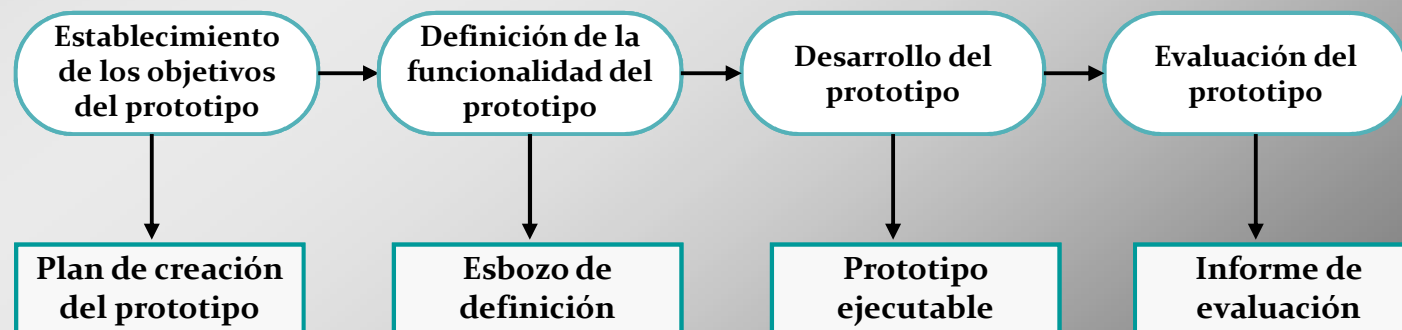 Establecimiento
de los objetivos
del prototipo
Definición de la
funcionalidad del
prototipo
Desarrollo del
prototipo
Evaluación del
prototipo
Plan de creación
del prototipo
Esbozo de
definición
Prototipo
ejecutable
Informe de
evaluación